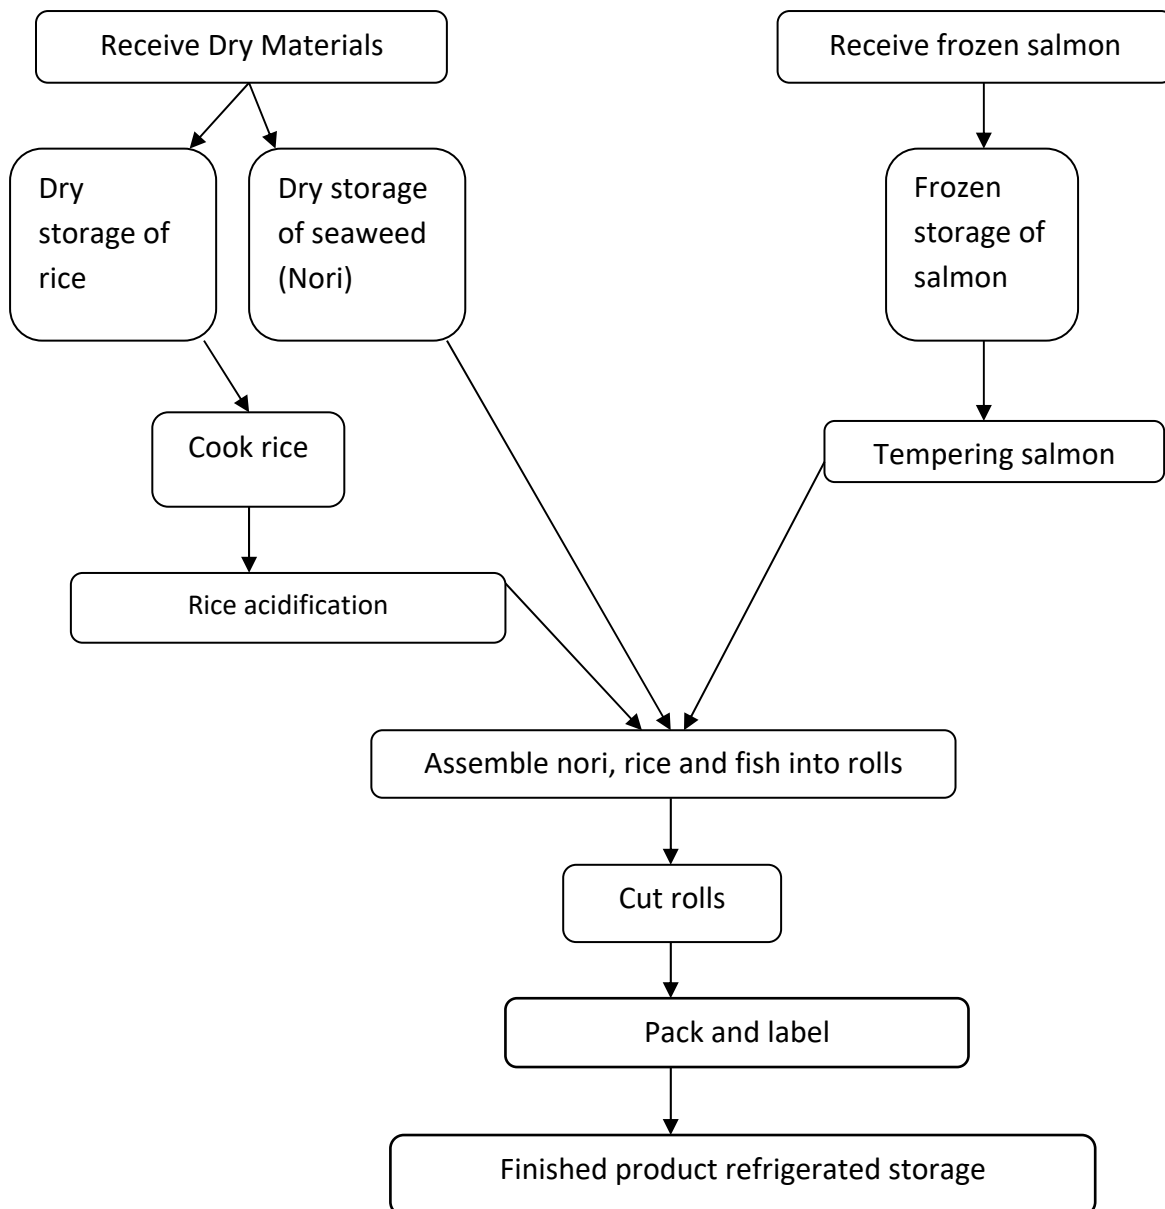 Receive Dry Materials
Receive frozen salmon
Dry
storage of
rice
Dry storage
of seaweed
(Nori)
Frozen
storage of
salmon
Cook rice
Tempering salmon
Rice acidification
Assemble nori, rice and fish into rolls
Cut rolls
Pack and label
Finished product refrigerated storage